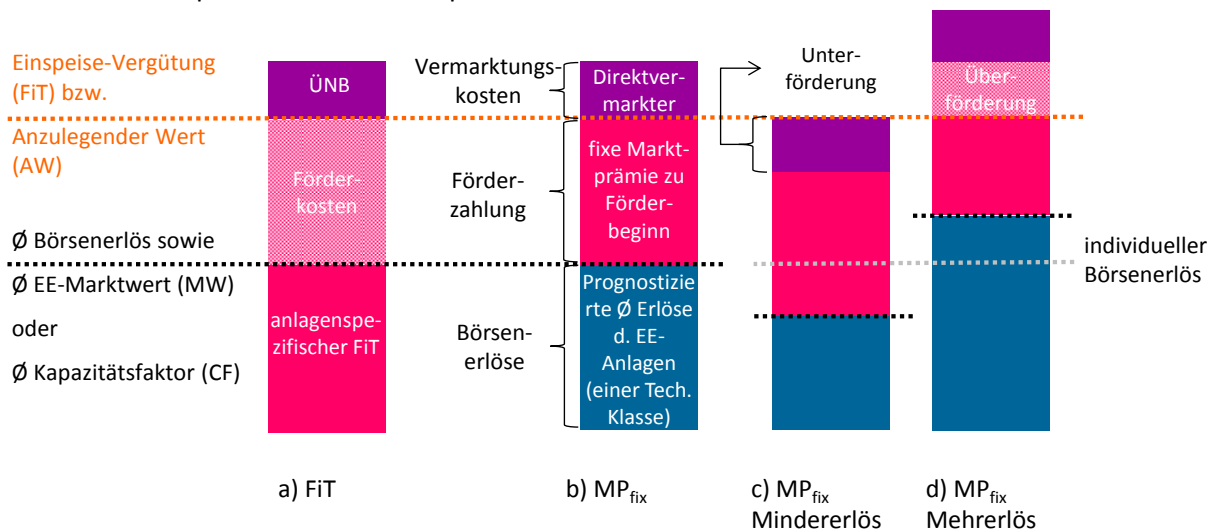 Einspeise-Vergütung
(FiT) bzw.
Anzulegender Wert
(AW)
Ø Börsenerlös sowie
Ø EE-Marktwert (MW)
oder
Ø Kapazitätsfaktor (CF)
ÜNB
Förder-
kosten
anlagenspe-
zifischer FiT
a) FiT
Vermarktungs-
kosten
Förder-
zahlung
Börsen-
erlöse
Direktver-
markter
fixe Markt-
prämie zu
Förder-
beginn
Prognostizie
rte Ø Erlöse
d. EE-
Anlagen
(einer Tech.
Klasse)
b) MPfix
Unter-
förderung
c) MPfix
Mindererlös
Über-
förderung
d) MPfix
Mehrerlös
individueller
Börsenerlös